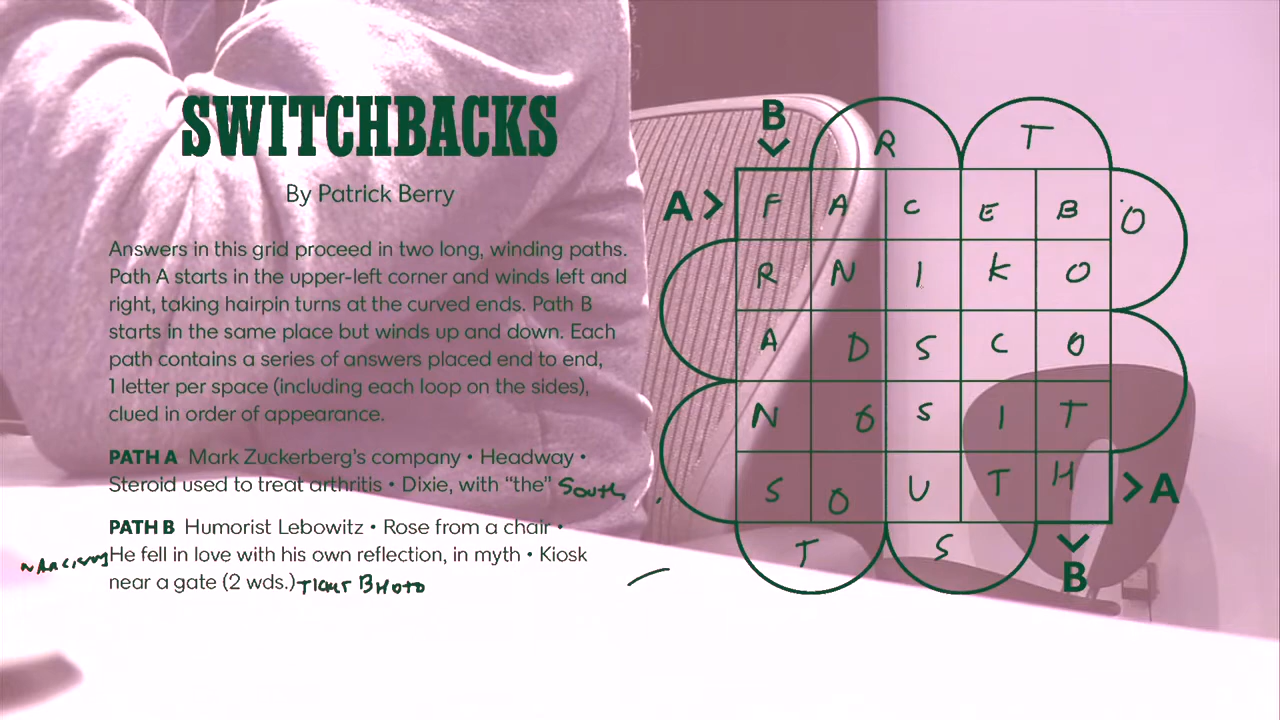 SWITCHBACKS
By Patrick Berry
Answers in this grid proceed in two long, winding paths.
Path A starts in the upper-left corner and winds left and
right, taking hairpin turns at the curved ends. Path B
starts in the same place but winds up and down. Each
path contains a series of answers placed end to end,
1 letter per space (including each loop on the sides),
clued in order of appearance.
PATH A Mark Zuckerberg's company • Headway •
Steroid used to treat arthritis • Dixie, with "the" South
PATH B Humorist Lebowitz • Rose from a chair •
He fell in love with his own reflection, in myth • Kiosk
near a gate (2 wds.)
B
R T
A > F A C E B O
R N I K O
A D S C O
N O S I T
S O U T H > A
T S
B